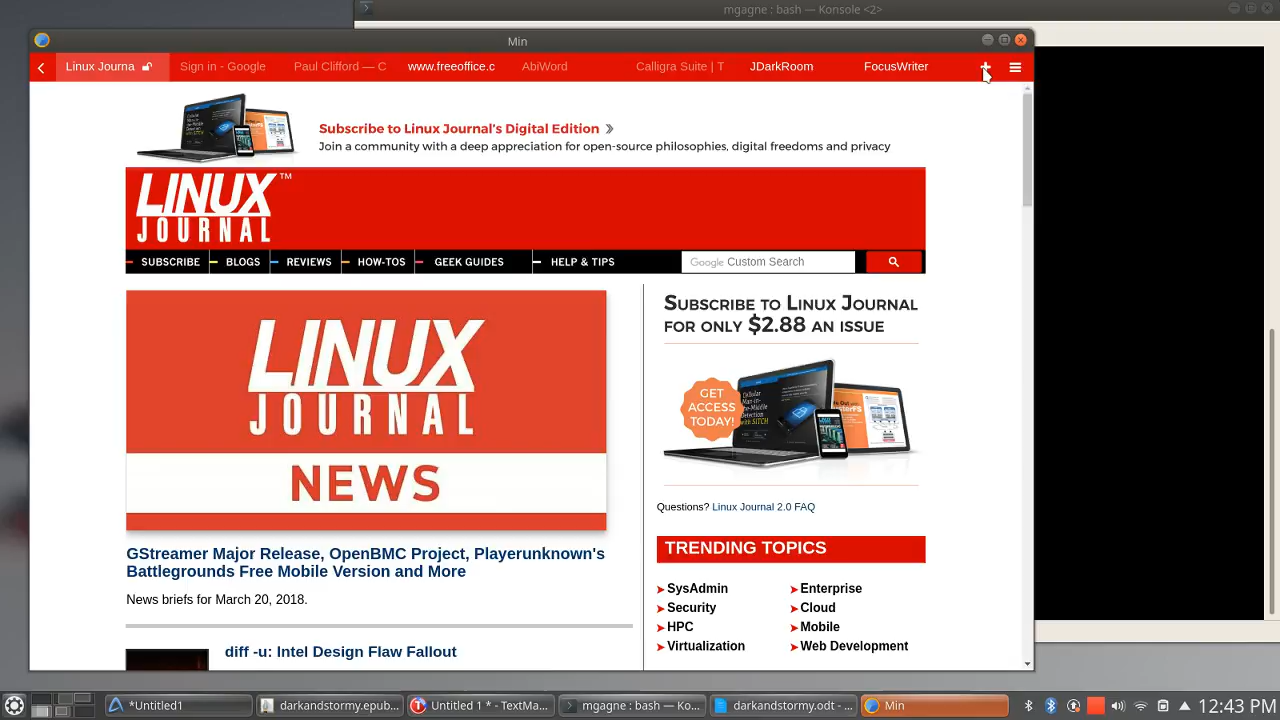 mgagne : bash — Konsole <2>
Min
Linux Journa
Sign in - Google
Paul Clifford — C
www.freeoffice.c
AbiWord
Calligra Suite | T
JDarkRoom
FocusWriter
Subscribe to Linux Journal's Digital Edition »
Join a community with a deep appreciation for open-source philosophies, digital freedoms and privacy
LINUX ™
JOURNAL
SUBSCRIBE
BLOGS
REVIEWS
HOW-TOS
GEEK GUIDES
HELP & TIPS
Google Custom Search
LINUX
JOURNAL
NEWS
GStreamer Major Release, OpenBMC Project, Playerunknown's
Battlegrounds Free Mobile Version and More
News briefs for March 20, 2018.
diff -u: Intel Design Flaw Fallout
SUBSCRIBE TO LINUX JOURNAL
FOR ONLY $2.88 AN ISSUE
GET
ACCESS
TODAY!
Questions? Linux Journal 2.0 FAQ
TRENDING TOPICS
SysAdmin
Security
HPC
Virtualization
Enterprise
Cloud
Mobile
Web Development
*Untitled1
darkandstormy.epub...
Untitled 1 * - TextMa...
mgagne : bash — Ko...
darkandstormy.odt - ...
Min
12:43 PM